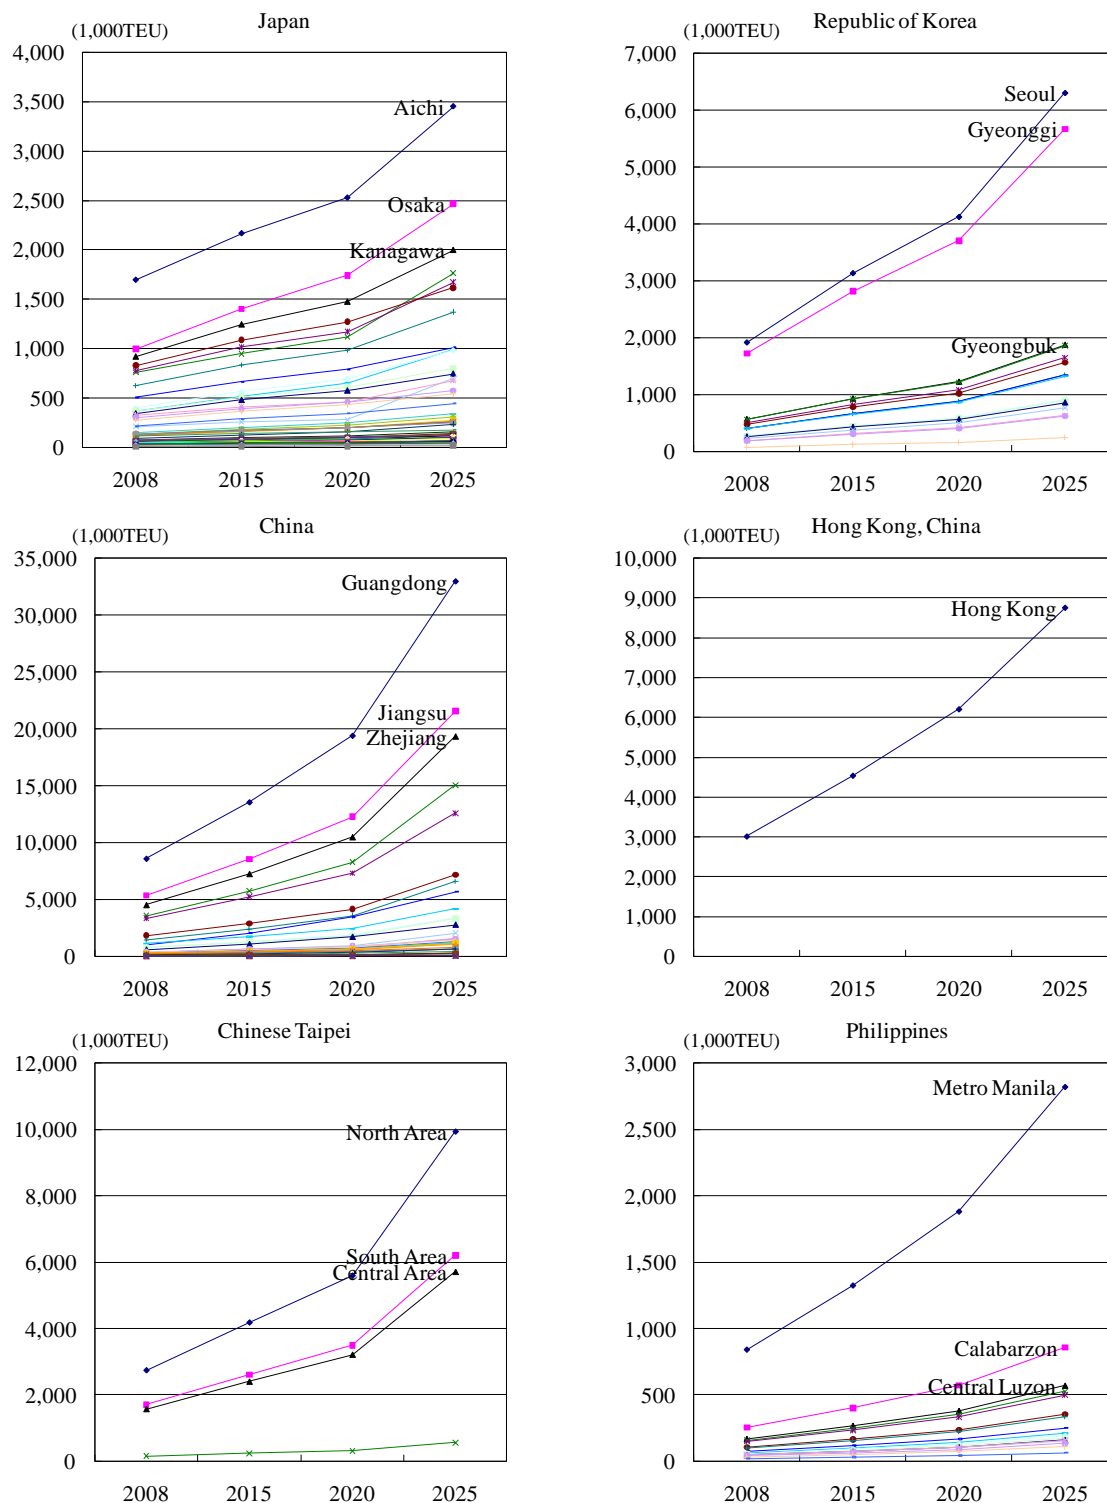 Japan
(1,000TEU)
4,000
3,500
3,000
2,500
2,000
1,500
1,000
500
0
Aichi
Osaka
Kanagawa
2008 2015 2020 2025
Republic of Korea
(1,000TEU)
7,000
6,000
5,000
4,000
3,000
2,000
1,000
0
Seoul
Gyeonggi
Gyeongbuk
2008 2015 2020 2025
China
(1,000TEU)
35,000
30,000
25,000
20,000
15,000
10,000
5,000
0
Guangdong
Jiangsu
Zhejiang
2008 2015 2020 2025
Hong Kong, China
(1,000TEU)
10,000
9,000
8,000
7,000
6,000
5,000
4,000
3,000
2,000
1,000
0
Hong Kong
2008 2015 2020 2025
Chinese Taipei
(1,000TEU)
12,000
10,000
8,000
6,000
4,000
2,000
0
North Area
South Area
Central Area
2008 2015 2020 2025
Philippines
(1,000TEU)
3,000
2,500
2,000
1,500
1,000
500
0
Metro Manila
Calabarzon
Central Luzon
2008 2015 2020 2025